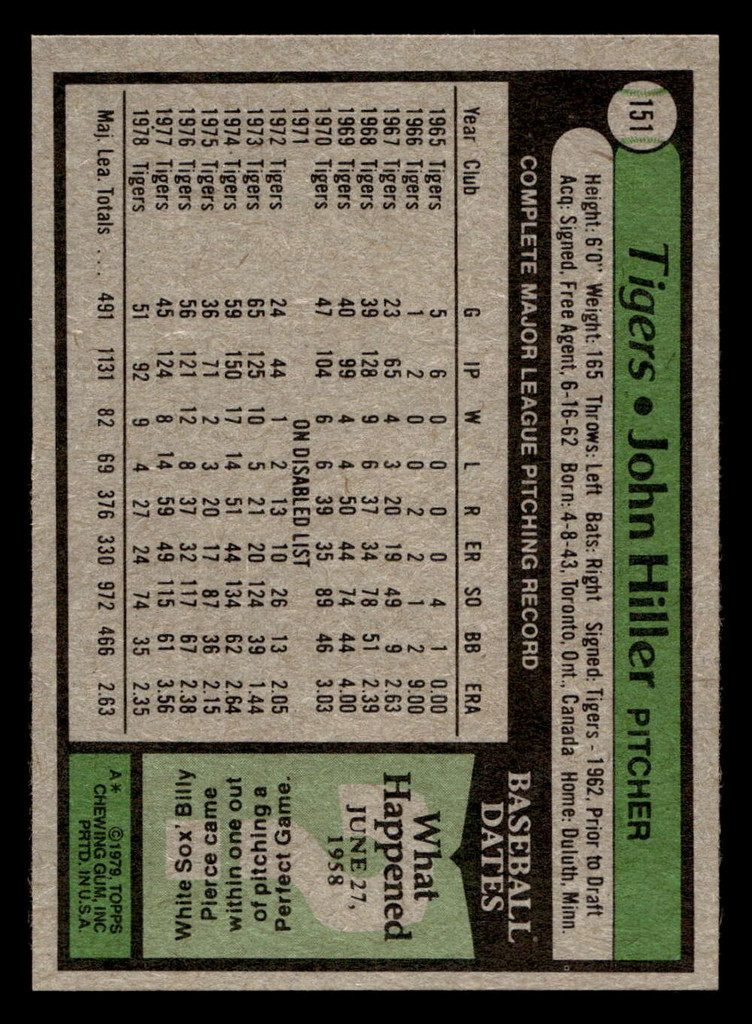 151
Tigers • John Hiller PITCHER
Height: 6'0" Weight: 165 Throws: Left Bats: Right Signed: Tigers - 1962, Prior to Draft
Acq: Signed, Free Agent, 6-16-62 Born: 4-8-43, Toronto, Ont., Canada Home: Duluth, Minn.
COMPLETE MAJOR LEAGUE PITCHING RECORD
Year Club G IP W L R ER SO BB ERA
1965 Tigers 5 6 0 0 0 0 4 1 0.00
1966 Tigers 1 2 0 0 2 2 1 2 9.00
1967 Tigers 23 65 4 3 20 19 49 9 2.63
1968 Tigers 39 128 9 6 37 34 78 51 2.39
1969 Tigers 40 99 4 4 50 44 74 44 4.00
1970 Tigers 47 104 6 6 39 35 89 46 3.03
1971 ON DISABLED LIST
1972 Tigers 24 44 1 2 13 10 26 13 2.05
1973 Tigers 65 125 10 5 21 20 124 39 1.44
1974 Tigers 59 150 17 14 51 44 134 62 2.64
1975 Tigers 36 71 2 3 20 17 87 36 2.15
1976 Tigers 56 121 12 8 37 32 117 67 2.38
1977 Tigers 45 124 8 14 59 49 115 61 3.56
1978 Tigers 51 92 9 4 27 24 74 35 2.35
Maj. Lea. Totals . . . 491 1131 82 69 376 330 972 466 2.63
BASEBALL
DATES
What
Happened
JUNE 27,
1958
White Sox' Billy
Pierce came
within one out
of pitching a
Perfect Game.
A* ©1979, TOPPS
CHEWING GUM, INC
PRTD. IN U.S.A.